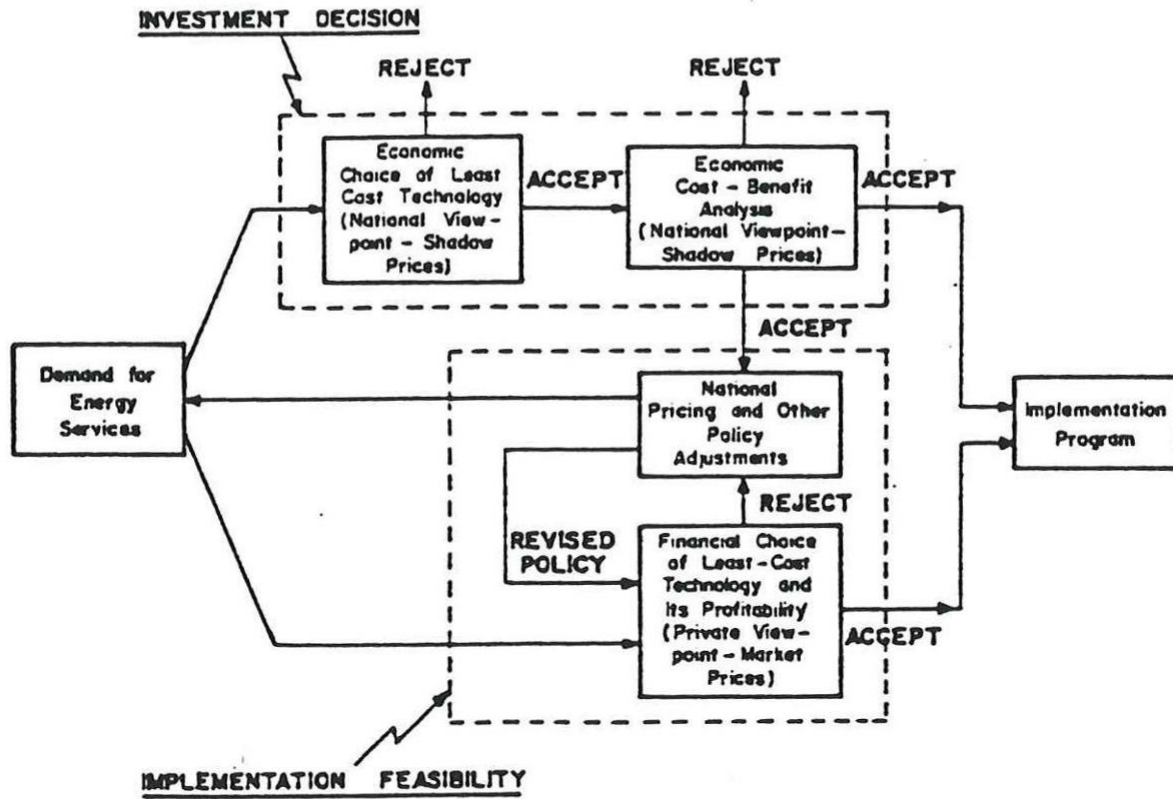 INVESTMENT DECISION
REJECT
REJECT
Economic
Choice of Least
Cost Technology
(National View-
point - Shadow
Prices)
ACCEPT
Economic
Cost - Benefit
Analysis
(National Viewpoint-
Shadow Prices)
ACCEPT
ACCEPT
Demand for
Energy
Services
National
Pricing and Other
Policy
Adjustments
Implementation
Program
REJECT
REVISED
POLICY
Financial Choice
of Least-Cost
Technology and
Its Profitability
(Private View-
point-Market
Prices)
ACCEPT
IMPLEMENTATION FEASIBILITY